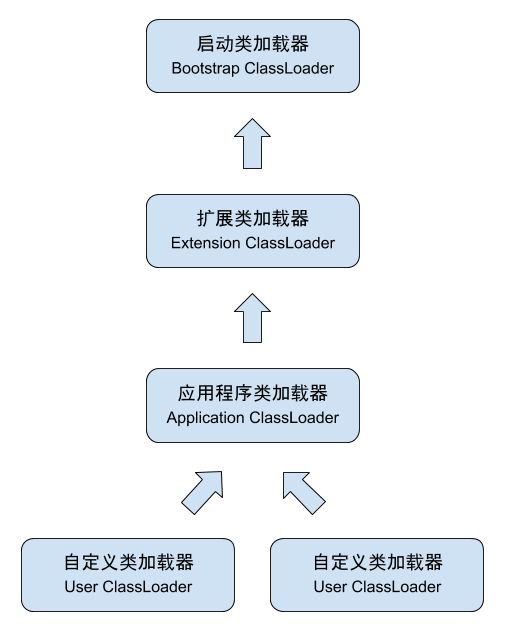 启动类加载器
Bootstrap ClassLoader
扩展类加载器
Extension ClassLoader
应用程序类加载器
Application ClassLoader
自定义类加载器
User ClassLoader
自定义类加载器
User ClassLoader